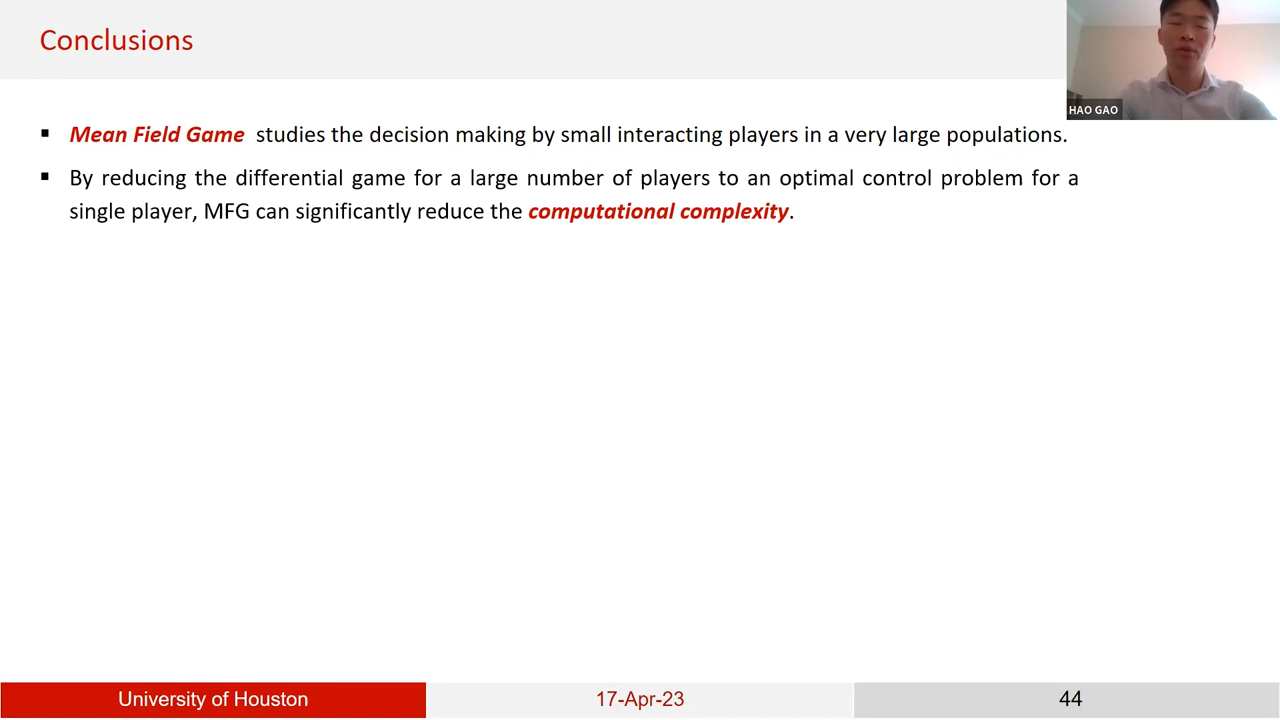 Conclusions
HAO GAO
▪ Mean Field Game studies the decision making by small interacting players in a very large populations.
▪ By reducing the differential game for a large number of players to an optimal control problem for a
single player, MFG can significantly reduce the computational complexity.
University of Houston
17-Apr-23
44